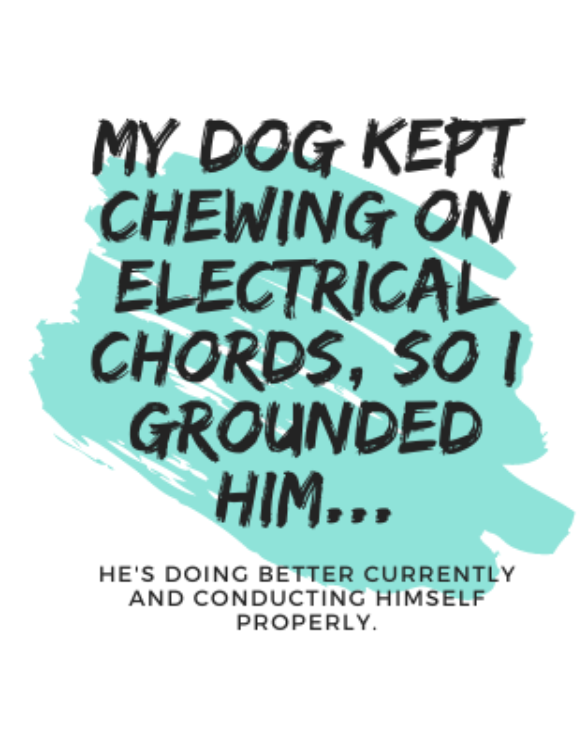 MY DOG KEPT
CHEWING ON
ELECTRICAL
CHORDS, SO I
GROUNDED
HIM...
HE'S DOING BETTER CURRENTLY
AND CONDUCTING HIMSELF
PROPERLY.